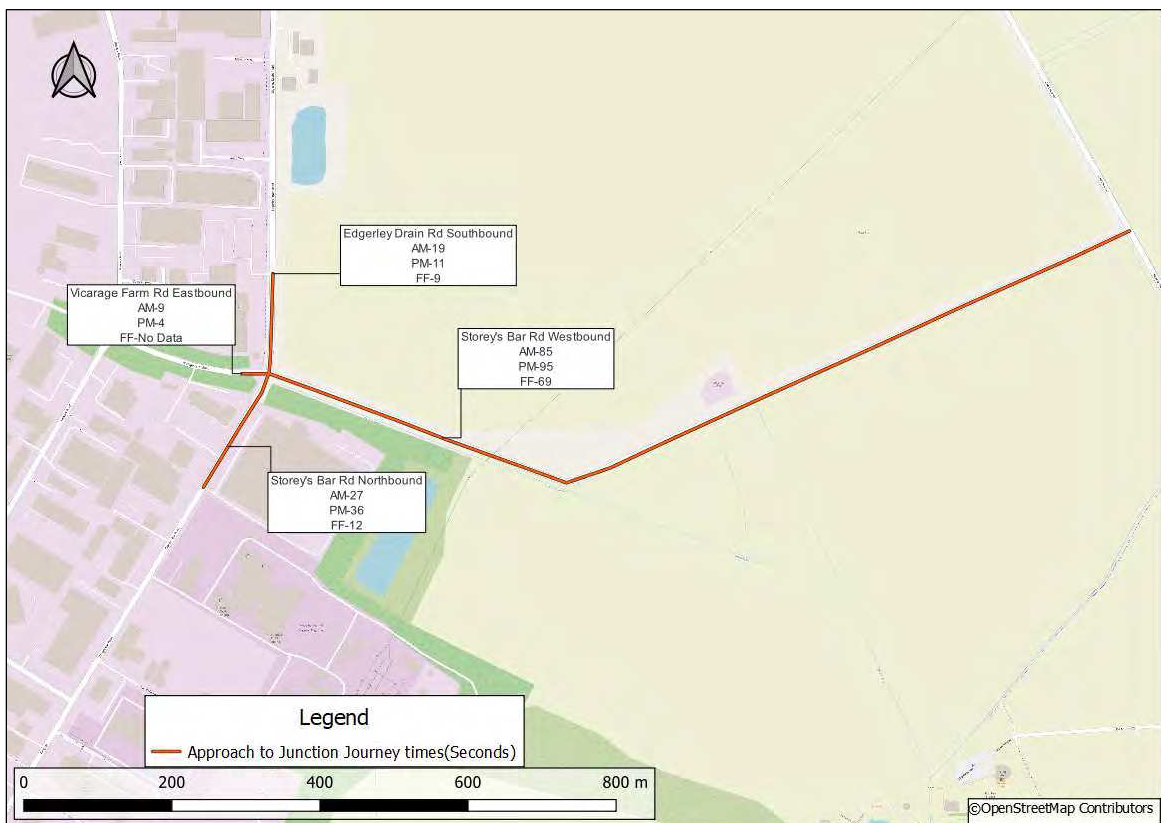 Edgerley Drain Rd Southbound
AM-19
PM-11
FF-9
Vicarage Farm Rd Eastbound
AM-9
PM-4
FF-No Data
Storey's Bar Rd Westbound
AM-85
PM-95
FF-69
Storey's Bar Rd Northbound
AM-27
PM-36
FF-12
Legend
Approach to Junction Journey times(Seconds)
0 200 400 600 800 m
©OpenStreetMap Contributors